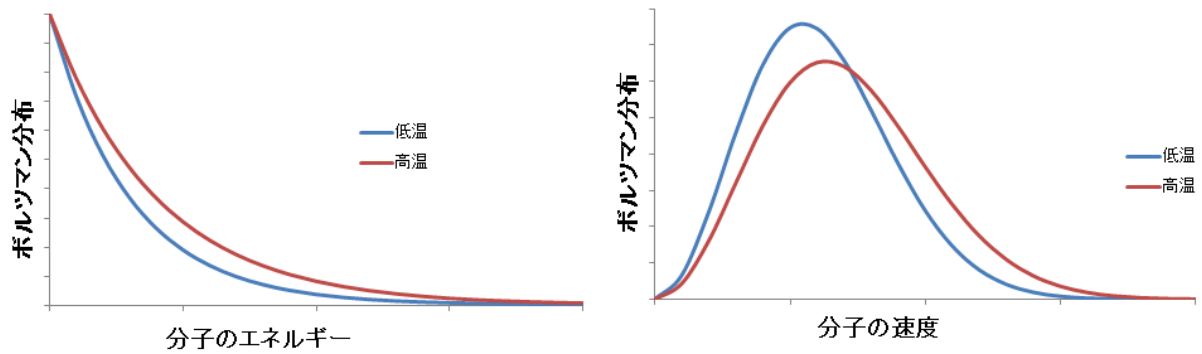 ボルツマン分布
低温
高温
分子のエネルギー
ボルツマン分布
低温
高温
分子の速度